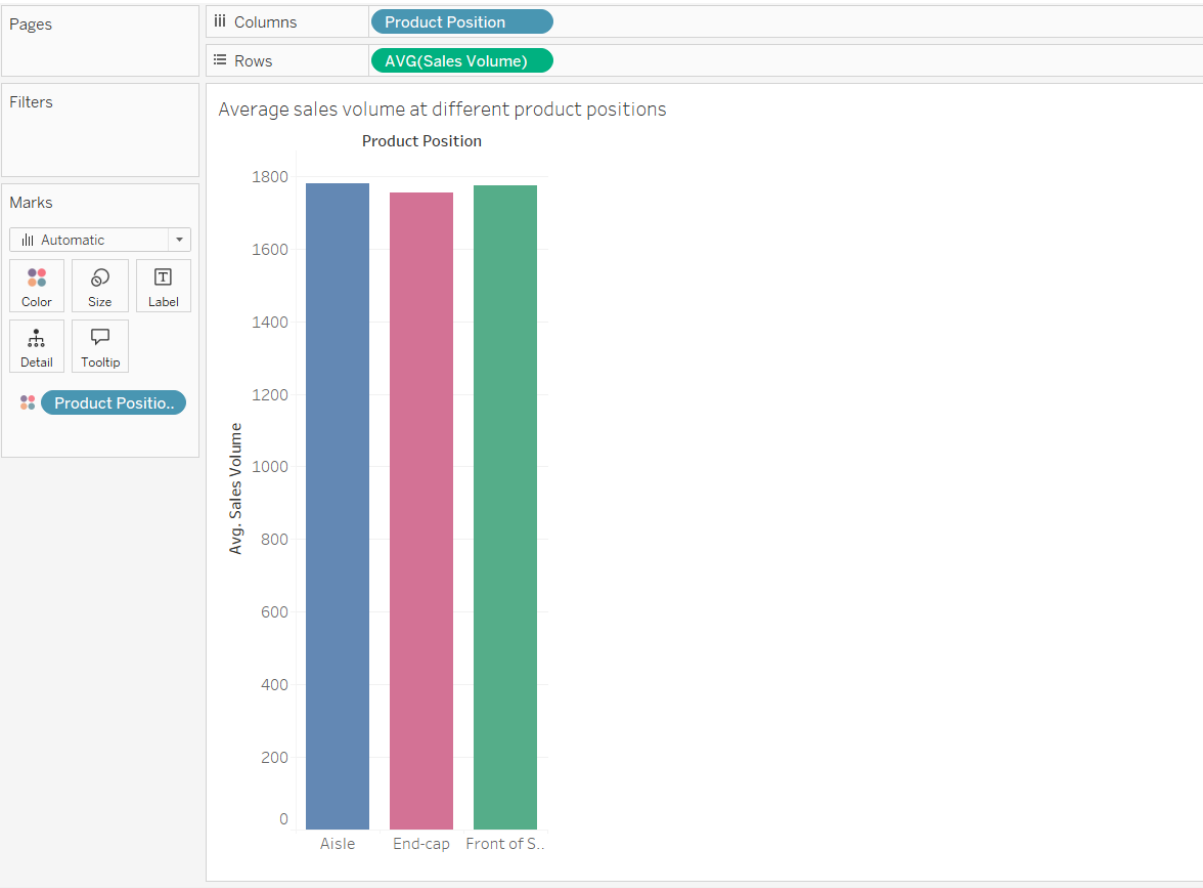 Pages
Columns
Product Position
Rows
AVG(Sales Volume)
Filters
Marks
Automatic
Color
Size
Label
Detail
Tooltip
Product Positio..
Average sales volume at different product positions
Product Position
1800
1600
1400
1200
1000
800
600
400
200
0
Avg. Sales Volume
Aisle
End-cap
Front of S..